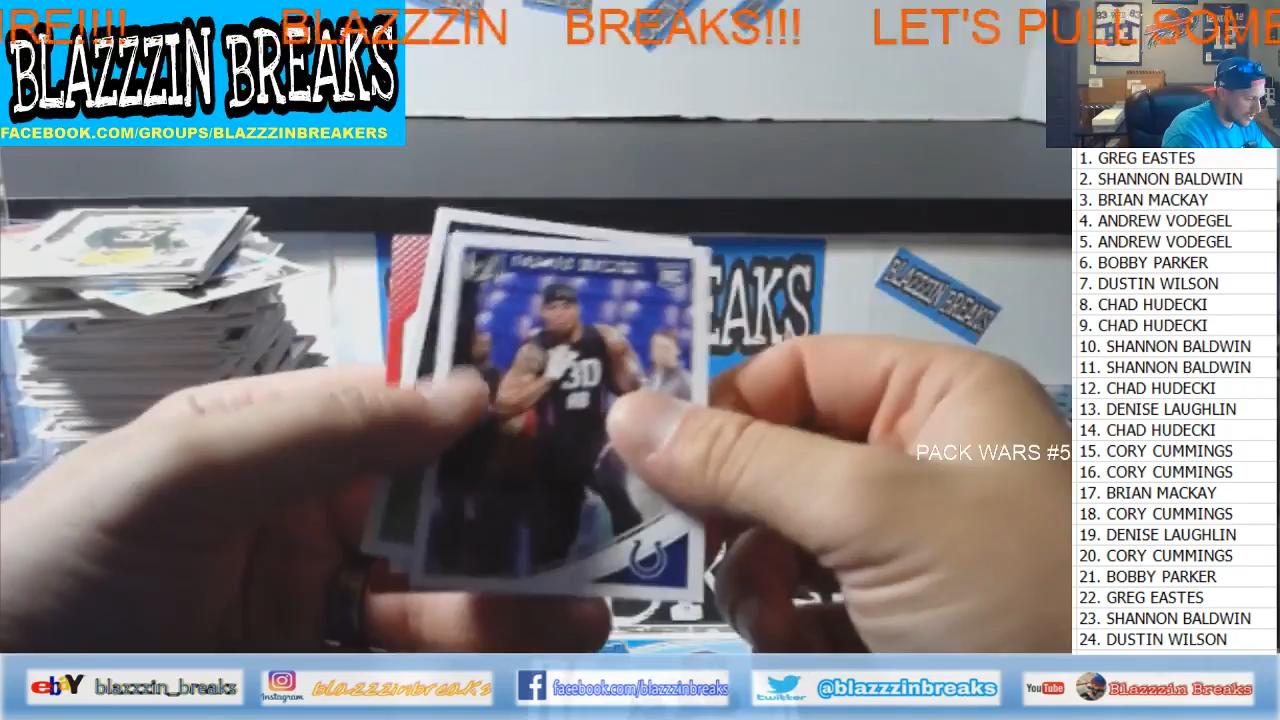 RE!!!! BLAZZZIN BREAKS!!! LET'S PULL SOME
BLAZZZIN BREAKS
FACEBOOK.COM/GROUPS/BLAZZZINBREAKERS
1. GREG EASTES
2. SHANNON BALDWIN
3. BRIAN MACKAY
4. ANDREW VODEGEL
5. ANDREW VODEGEL
6. BOBBY PARKER
7. DUSTIN WILSON
8. CHAD HUDECKI
9. CHAD HUDECKI
10. SHANNON BALDWIN
11. SHANNON BALDWIN
12. CHAD HUDECKI
13. DENISE LAUGHLIN
14. CHAD HUDECKI
15. CORY CUMMINGS
16. CORY CUMMINGS
17. BRIAN MACKAY
18. CORY CUMMINGS
19. DENISE LAUGHLIN
20. CORY CUMMINGS
21. BOBBY PARKER
22. GREG EASTES
23. SHANNON BALDWIN
24. DUSTIN WILSON
BLAZZZIN BREAKS
EAKS
30
PACK WARS #5
ebay blazzzin_breaks
Instagram blazzzinbreaks
facebook.com/blazzzinbreaks
twitter @blazzzinbreaks
YouTube Blazzzin Breaks